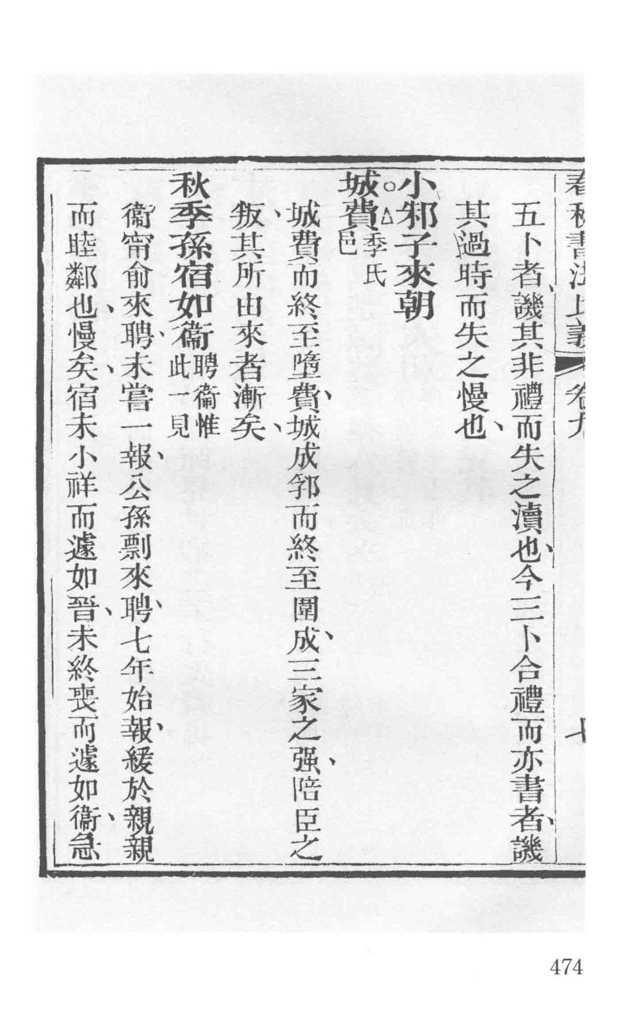 春秋書法比義 卷九 七
五卜者、譏其非禮而失之瀆也、今三卜合禮而亦書者、譏
其過時而失之慢也、
小邾子來朝
城費季氏邑
城費而終至墮費、城成郛而終至圍成、三家之强、陪臣之
叛、其所由來者漸矣、
秋季孫宿如衞聘衞惟此一見
衞甯俞來聘、未嘗一報、公孫剽來聘、七年始報、緩於親親
而睦鄰也、慢矣、宿未小祥而遽如晉、未終喪而遽如衞、急
474